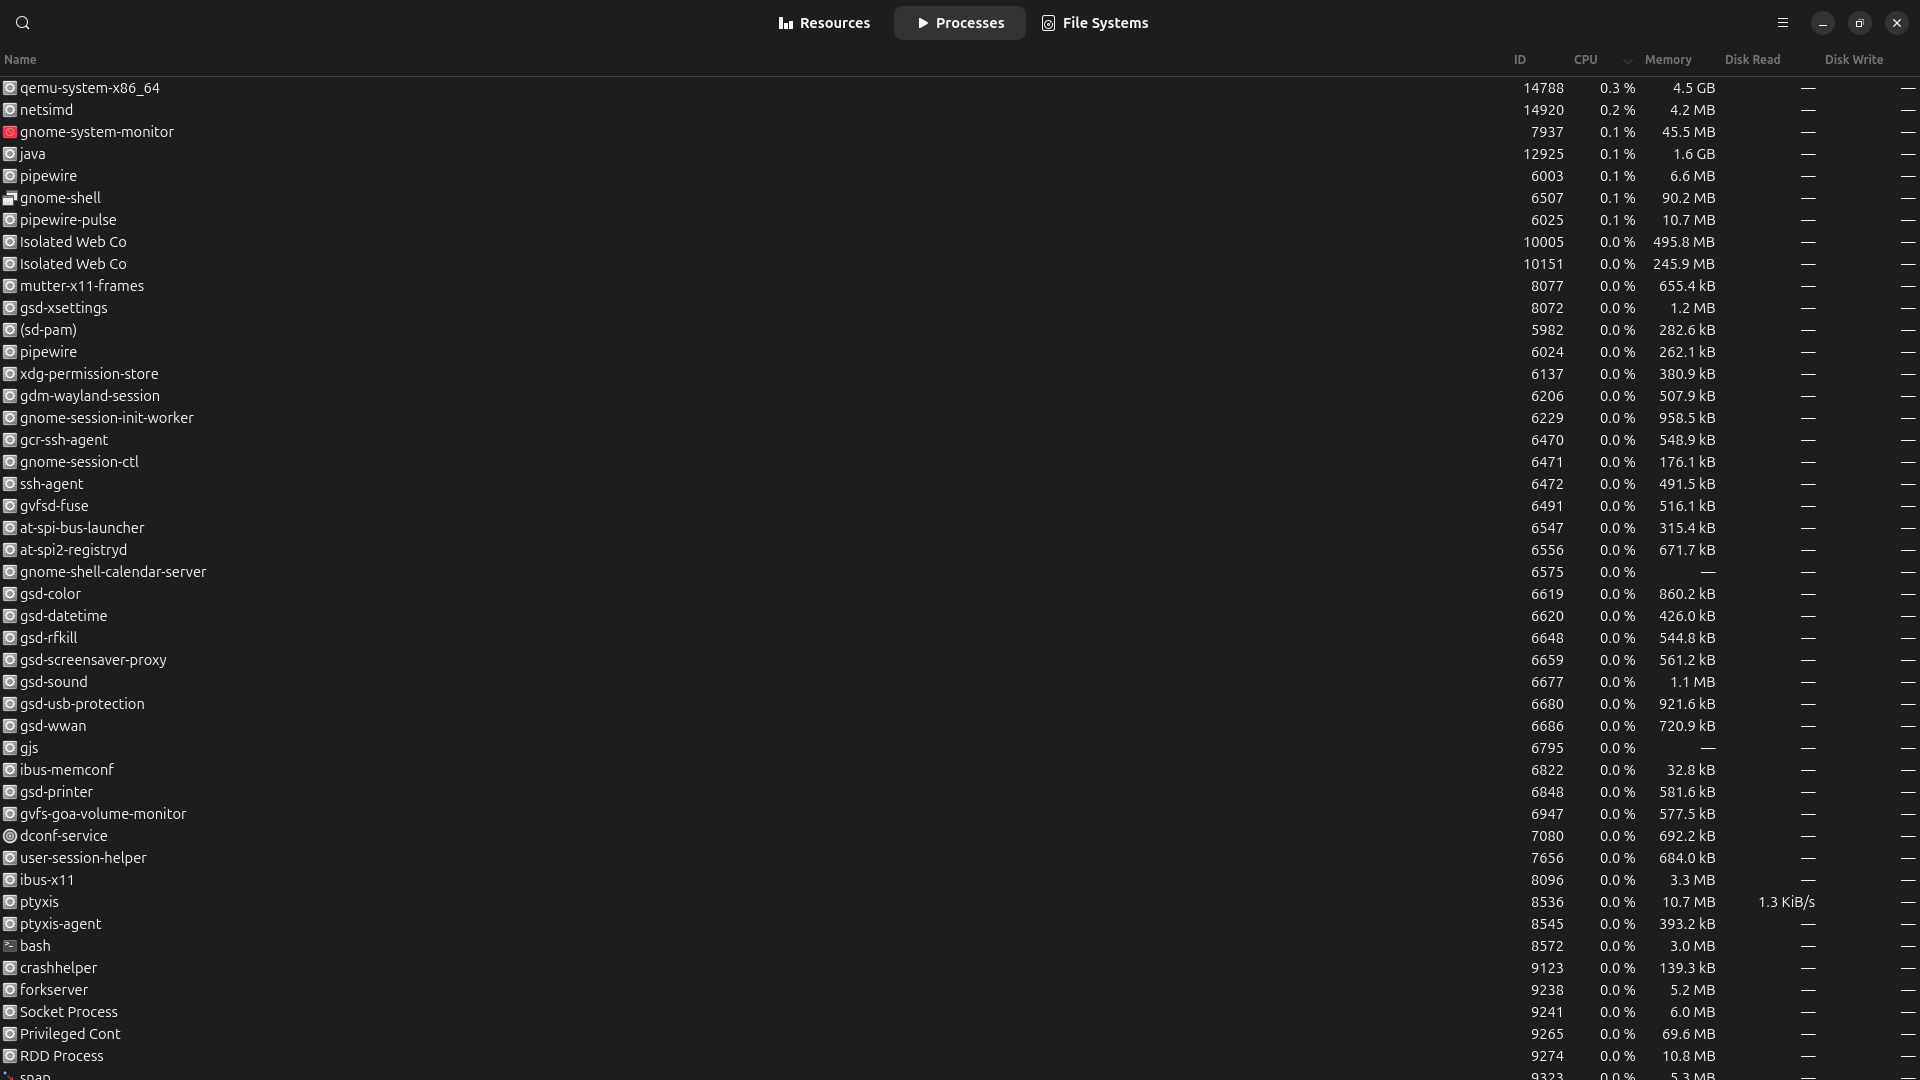 Resources Processes File Systems
Name ID CPU Memory Disk Read Disk Write
qemu-system-x86_64 14788 0.3 % 4.5 GB — —
netsimd 14920 0.2 % 4.2 MB — —
gnome-system-monitor 7937 0.1 % 45.5 MB — —
java 12925 0.1 % 1.6 GB — —
pipewire 6003 0.1 % 6.6 MB — —
gnome-shell 6507 0.1 % 90.2 MB — —
pipewire-pulse 6025 0.1 % 10.7 MB — —
Isolated Web Co 10005 0.0 % 495.8 MB — —
Isolated Web Co 10151 0.0 % 245.9 MB — —
mutter-x11-frames 8077 0.0 % 655.4 kB — —
gsd-xsettings 8072 0.0 % 1.2 MB — —
(sd-pam) 5982 0.0 % 282.6 kB — —
pipewire 6024 0.0 % 262.1 kB — —
xdg-permission-store 6137 0.0 % 380.9 kB — —
gdm-wayland-session 6206 0.0 % 507.9 kB — —
gnome-session-init-worker 6229 0.0 % 958.5 kB — —
gcr-ssh-agent 6470 0.0 % 548.9 kB — —
gnome-session-ctl 6471 0.0 % 176.1 kB — —
ssh-agent 6472 0.0 % 491.5 kB — —
gvfsd-fuse 6491 0.0 % 516.1 kB — —
at-spi-bus-launcher 6547 0.0 % 315.4 kB — —
at-spi2-registryd 6556 0.0 % 671.7 kB — —
gnome-shell-calendar-server 6575 0.0 % — — —
gsd-color 6619 0.0 % 860.2 kB — —
gsd-datetime 6620 0.0 % 426.0 kB — —
gsd-rfkill 6648 0.0 % 544.8 kB — —
gsd-screensaver-proxy 6659 0.0 % 561.2 kB — —
gsd-sound 6677 0.0 % 1.1 MB — —
gsd-usb-protection 6680 0.0 % 921.6 kB — —
gsd-wwan 6686 0.0 % 720.9 kB — —
gjs 6795 0.0 % — — —
ibus-memconf 6822 0.0 % 32.8 kB — —
gsd-printer 6848 0.0 % 581.6 kB — —
gvfs-goa-volume-monitor 6947 0.0 % 577.5 kB — —
dconf-service 7080 0.0 % 692.2 kB — —
user-session-helper 7656 0.0 % 684.0 kB — —
ibus-x11 8096 0.0 % 3.3 MB — —
ptyxis 8536 0.0 % 10.7 MB 1.3 KiB/s —
ptyxis-agent 8545 0.0 % 393.2 kB — —
bash 8572 0.0 % 3.0 MB — —
crashhelper 9123 0.0 % 139.3 kB — —
forkserver 9238 0.0 % 5.2 MB — —
Socket Process 9241 0.0 % 6.0 MB — —
Privileged Cont 9265 0.0 % 69.6 MB — —
RDD Process 9274 0.0 % 10.8 MB — —
snap 9323 0.0 % 5.3 MB — —